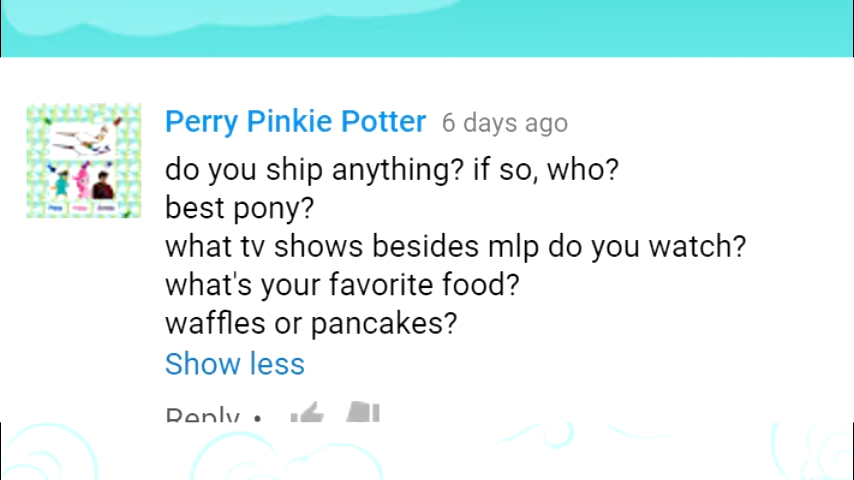 Perry Pinkie Potter 6 days ago
do you ship anything? if so, who?
best pony?
what tv shows besides mlp do you watch?
what's your favorite food?
waffles or pancakes?
Show less
Reply •